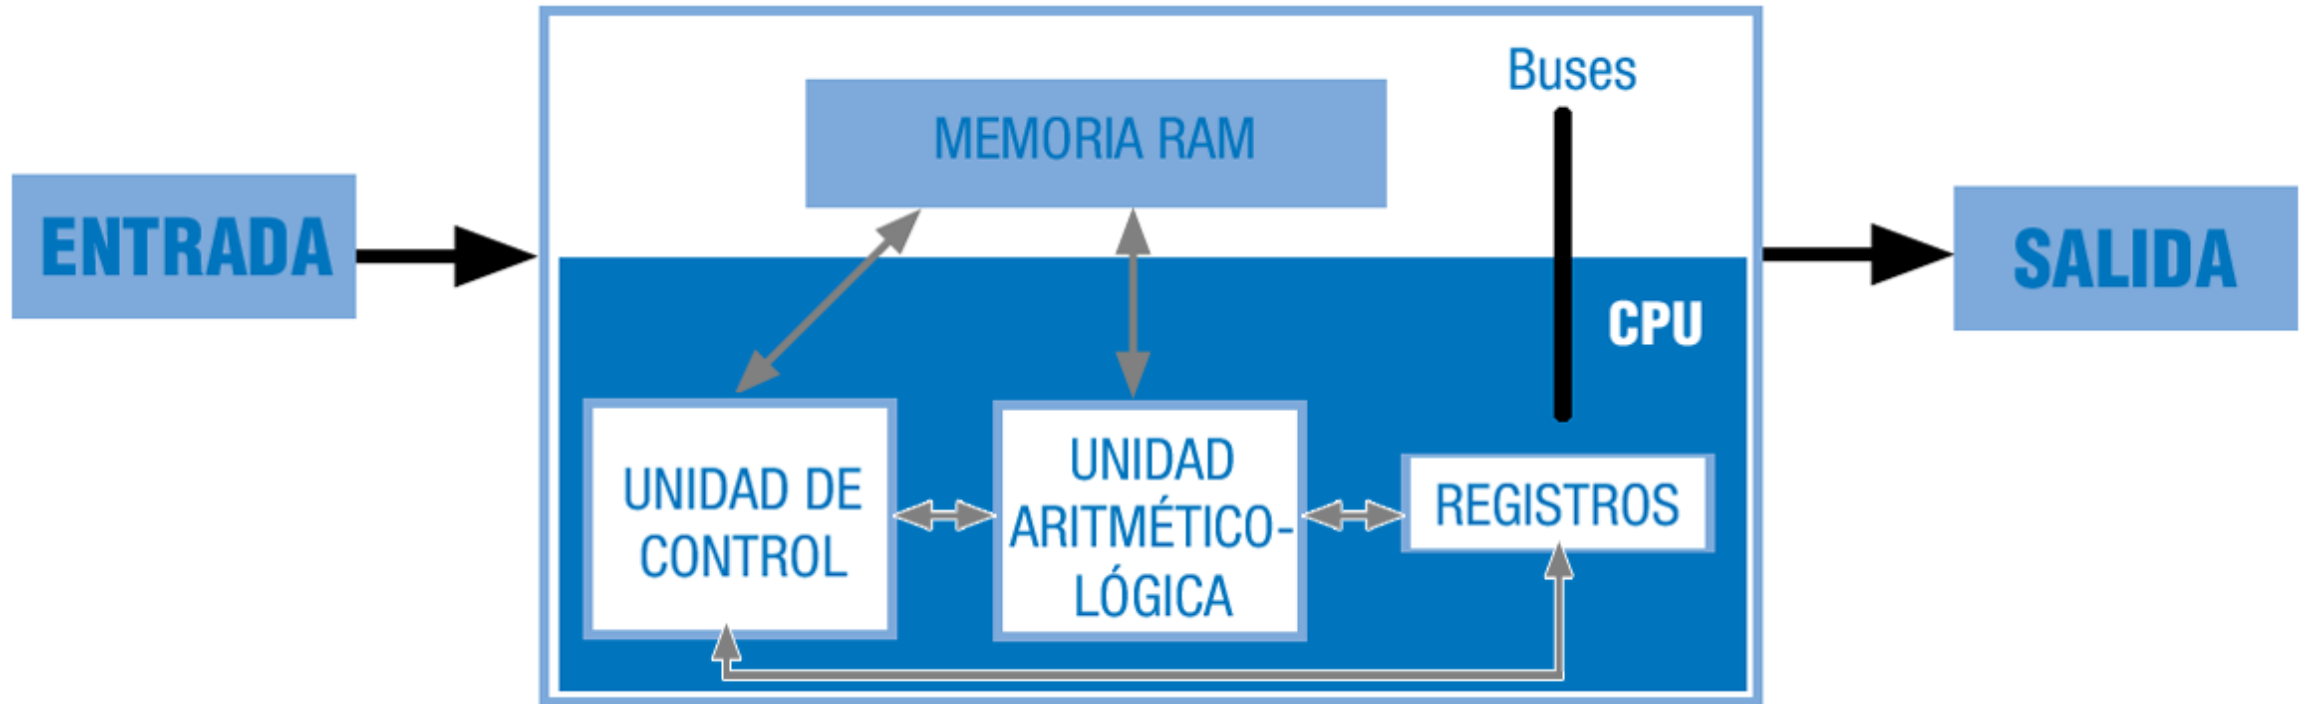 ENTRADA
MEMORIA RAM
Buses
CPU
UNIDAD DE
CONTROL
UNIDAD
ARITMÉTICO-
LÓGICA
REGISTROS
SALIDA